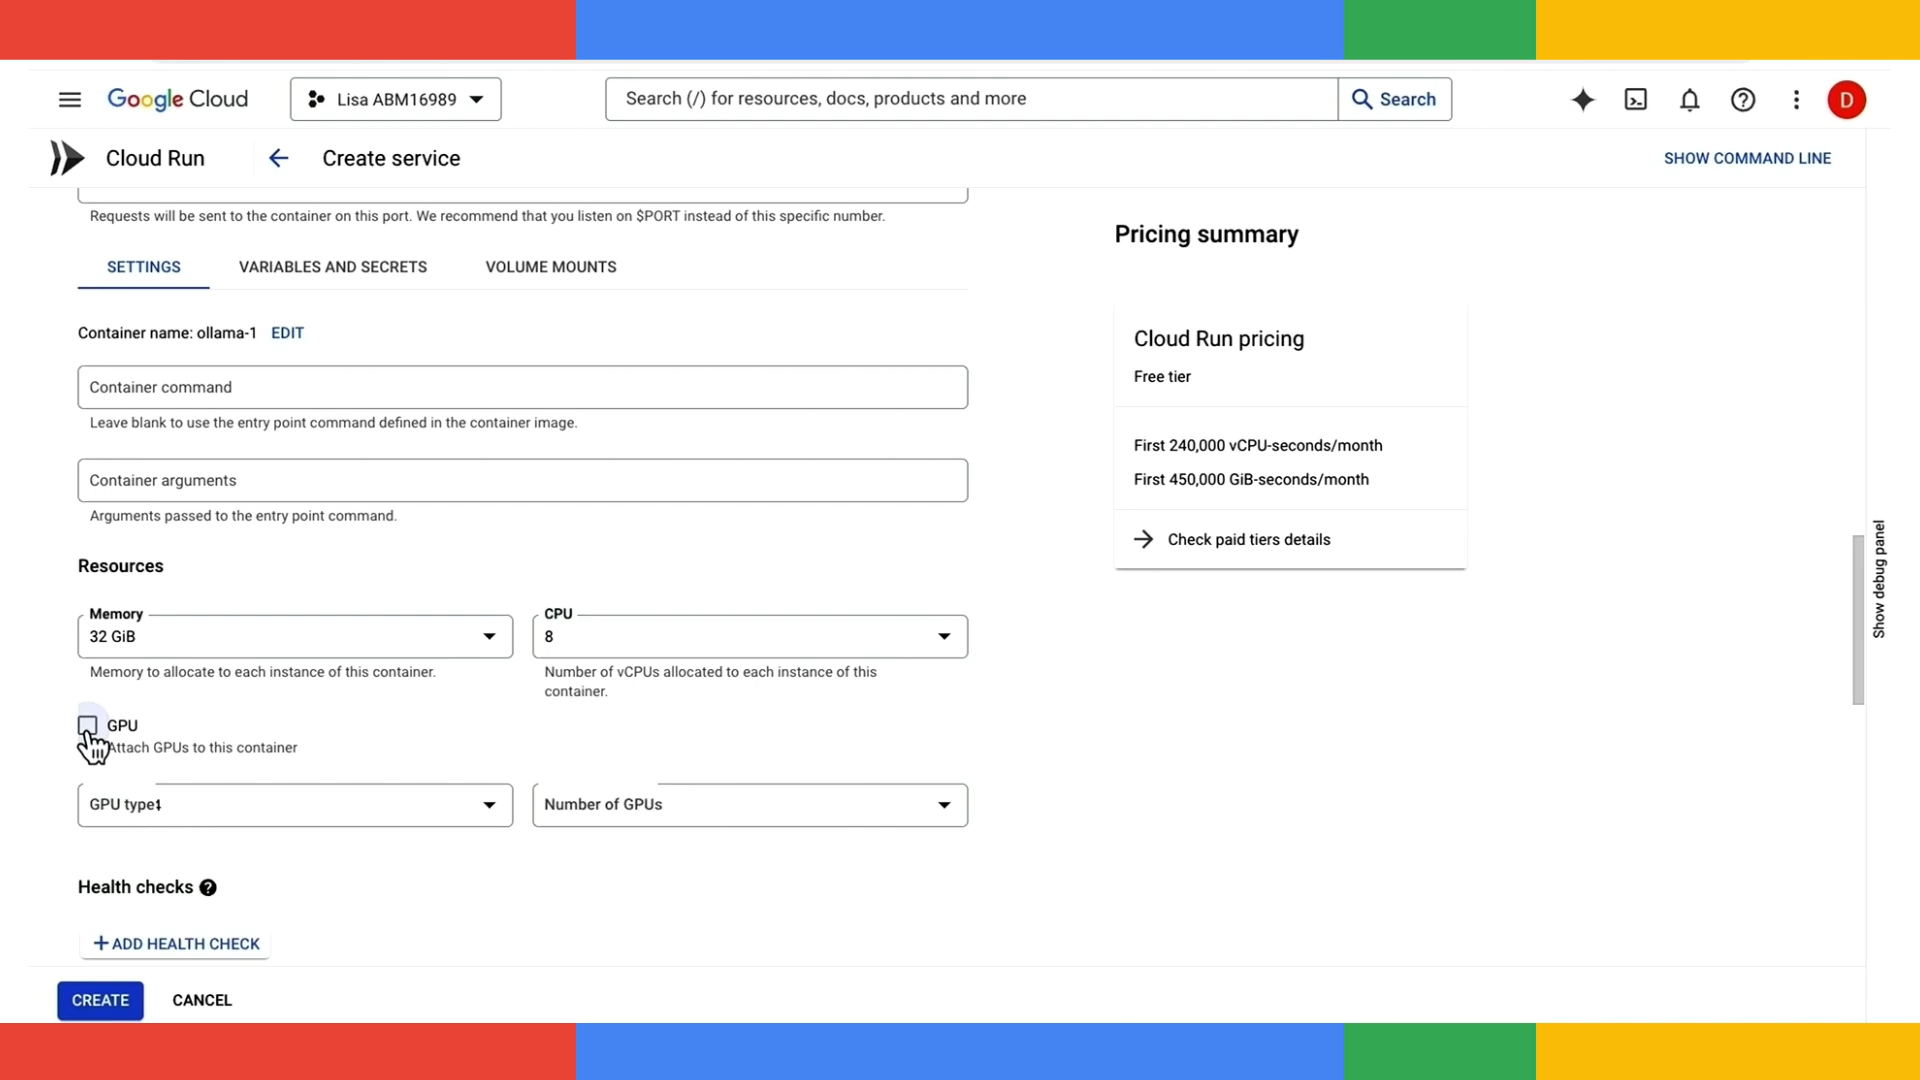 Google Cloud
Lisa ABM16989
Search (/) for resources, docs, products and more
Search
D
Cloud Run
Create service
SHOW COMMAND LINE
Requests will be sent to the container on this port. We recommend that you listen on $PORT instead of this specific number.
SETTINGS
VARIABLES AND SECRETS
VOLUME MOUNTS
Container name: ollama-1 EDIT
Container command
Leave blank to use the entry point command defined in the container image.
Container arguments
Arguments passed to the entry point command.
Resources
Memory
32 GiB
Memory to allocate to each instance of this container.
CPU
8
Number of vCPUs allocated to each instance of this
container.
GPU
Attach GPUs to this container
GPU type
Number of GPUs
Health checks
ADD HEALTH CHECK
CREATE
CANCEL
Pricing summary
Cloud Run pricing
Free tier
First 240,000 vCPU-seconds/month
First 450,000 GiB-seconds/month
Check paid tiers details
Show debug panel